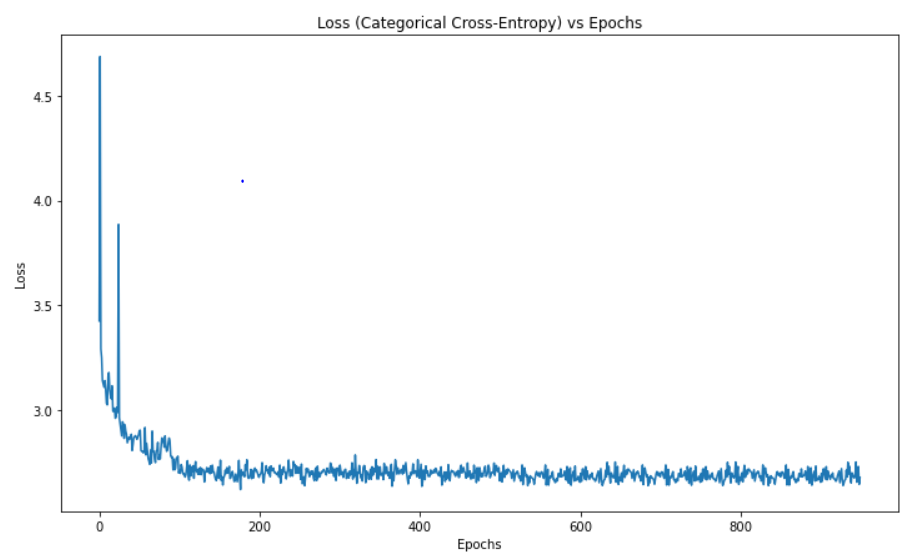 Loss (Categorical Cross-Entropy) vs Epochs
4.5
4.0
3.5
3.0
Loss
0 200 400 600 800
Epochs